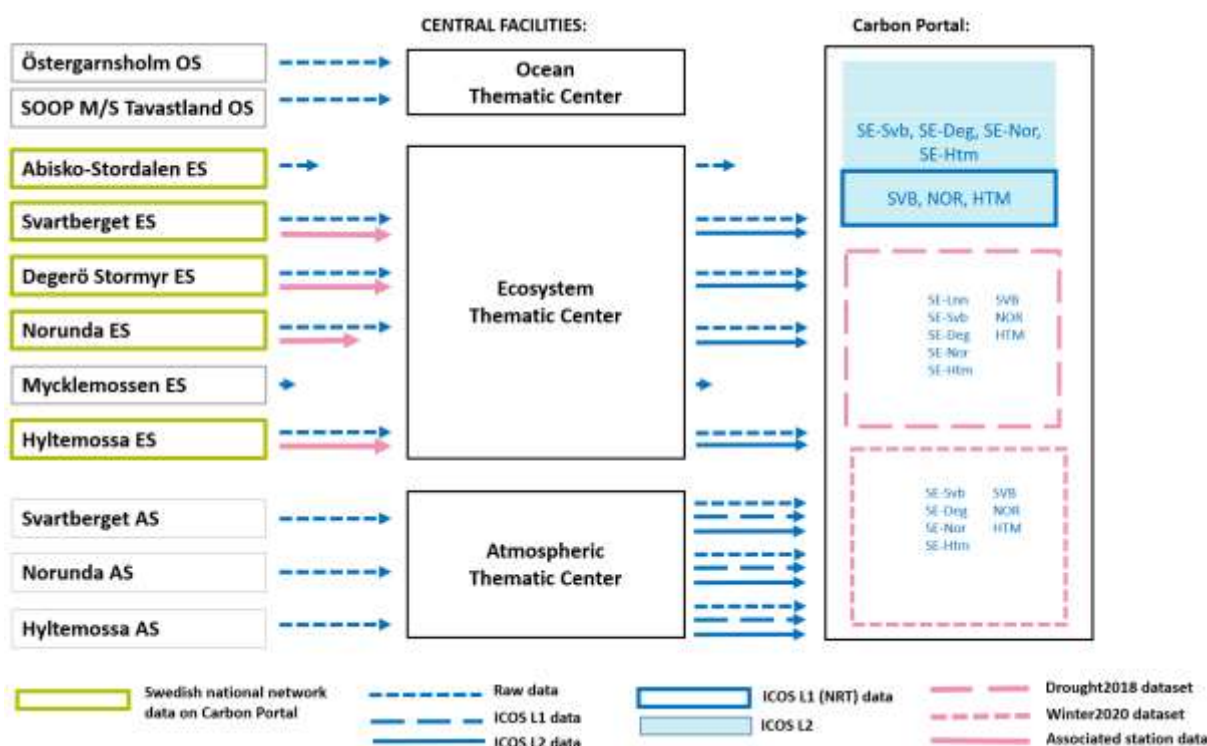 CENTRAL FACILITIES:
Carbon Portal:
Östergarnsholm OS
SOOP M/S Tavastland OS
Abisko-Stordalen ES
Svartberget ES
Degerö Stormyr ES
Norunda ES
Mycklemossen ES
Hyltemossa ES
Svartberget AS
Norunda AS
Hyltemossa AS
Ocean
Thematic Center
Ecosystem
Thematic Center
Atmospheric
Thematic Center
SE-Svb, SE-Deg, SE-Nor,
SE-Htm
SVB, NOR, HTM
SE-Lnn SVB
SE-Svb NOR
SE-Deg HTM
SE-Nor
SE-Htm
SE-Svb SVB
SE-Deg NOR
SE-Nor HTM
SE-Htm
Swedish national network
data on Carbon Portal
Raw data
ICOS L1 data
ICOS L2 data
ICOS L1 (NRT) data
ICOS L2
Drought2018 dataset
Winter2020 dataset
Associated station data